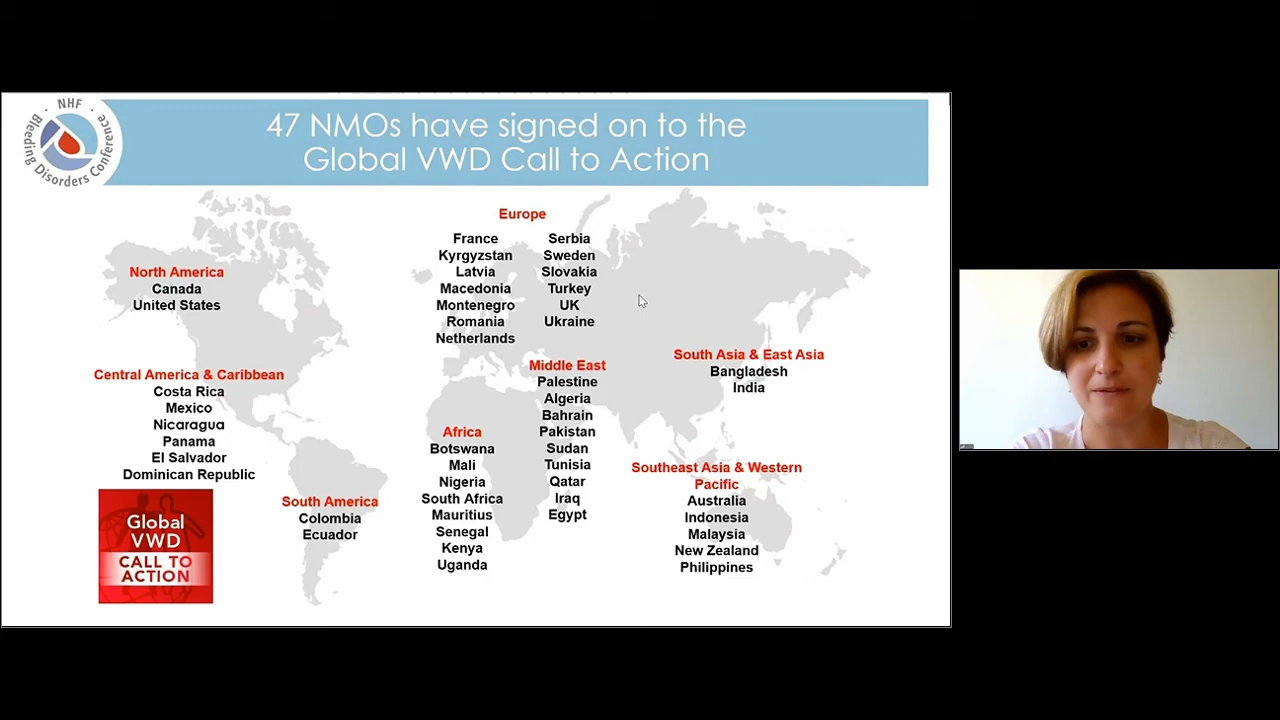 NHF
Bleeding Disorders Conference
47 NMOs have signed on to the
Global VWD Call to Action
North America
Canada
United States
Central America & Caribbean
Costa Rica
Mexico
Nicaragua
Panama
El Salvador
Dominican Republic
Global
VWD
CALL TO
ACTION
South America
Colombia
Ecuador
Europe
France
Kyrgyzstan
Latvia
Macedonia
Montenegro
Romania
Netherlands
Serbia
Sweden
Slovakia
Turkey
UK
Ukraine
Africa
Botswana
Mali
Nigeria
South Africa
Mauritius
Senegal
Kenya
Uganda
Middle East
Palestine
Algeria
Bahrain
Pakistan
Sudan
Tunisia
Qatar
Iraq
Egypt
South Asia & East Asia
Bangladesh
India
Southeast Asia & Western
Pacific
Australia
Indonesia
Malaysia
New Zealand
Philippines